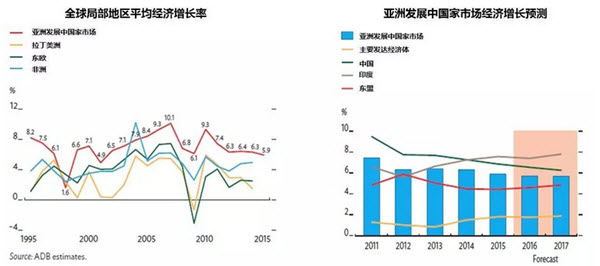 全球局部地区平均经济增长率
亚洲发展中国家市场
拉丁美洲
东欧
非洲
%
12
8
4
0
-4
8.2 7.5 6.1 1.6 6.6 7.1 4.9 6.5 7.1 7.9 8.4 9.3 10.1 6.8 6.1 9.3 7.4 6.3 6.4 6.3 5.9
1995 2000 2005 2010 2015
Source: ADB estimates.
亚洲发展中国家市场经济增长预测
亚洲发展中国家市场
主要发达经济体
中国
印度
东盟
%
10
8
6
4
2
0
2011 2012 2013 2014 2015 2016 2017
Forecast